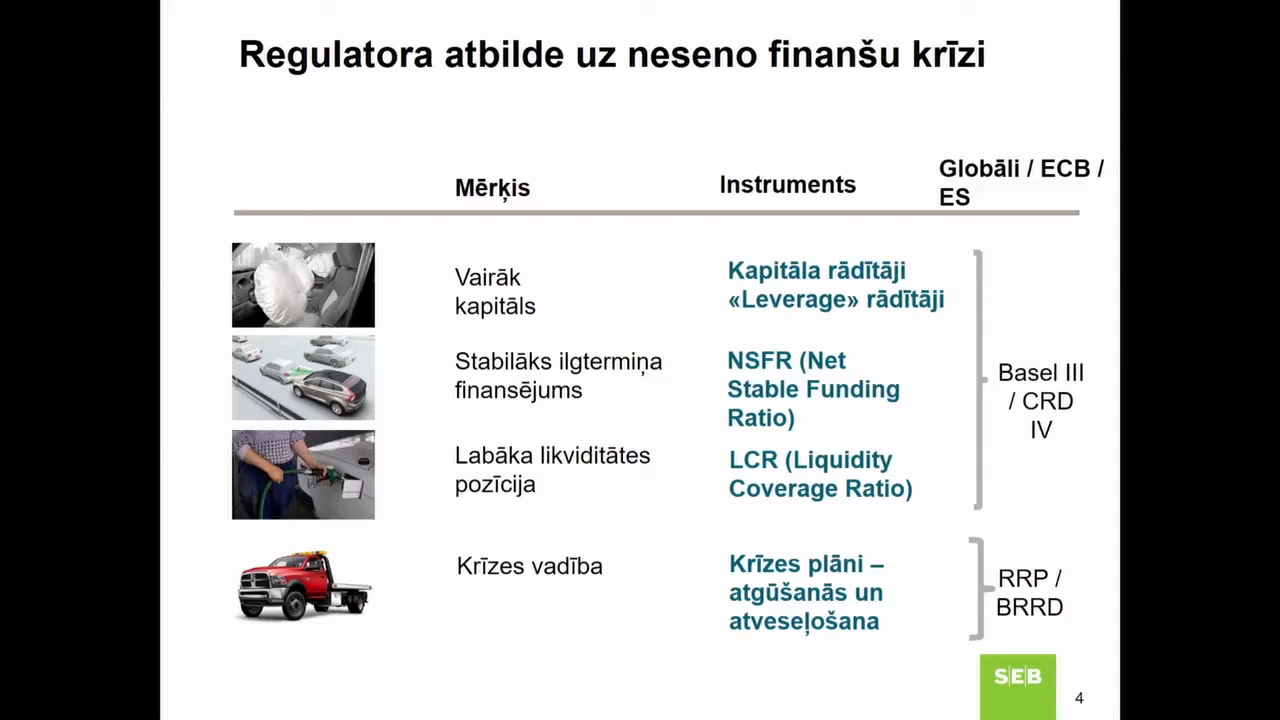 Regulatora atbilde uz neseno finanšu krīzi
Mērķis
Instruments
Globāli / ECB /
ES
Vairāk
kapitāls
Kapitāla rādītāji
«Leverage» rādītāji
Stabilāks ilgtermiņa
finansējums
NSFR (Net
Stable Funding
Ratio)
Labāka likviditātes
pozīcija
LCR (Liquidity
Coverage Ratio)
Basel III
/ CRD
IV
Krīzes vadība
Krīzes plāni –
atgūšanās un
atveseļošana
RRP /
BRRD
SEB
4